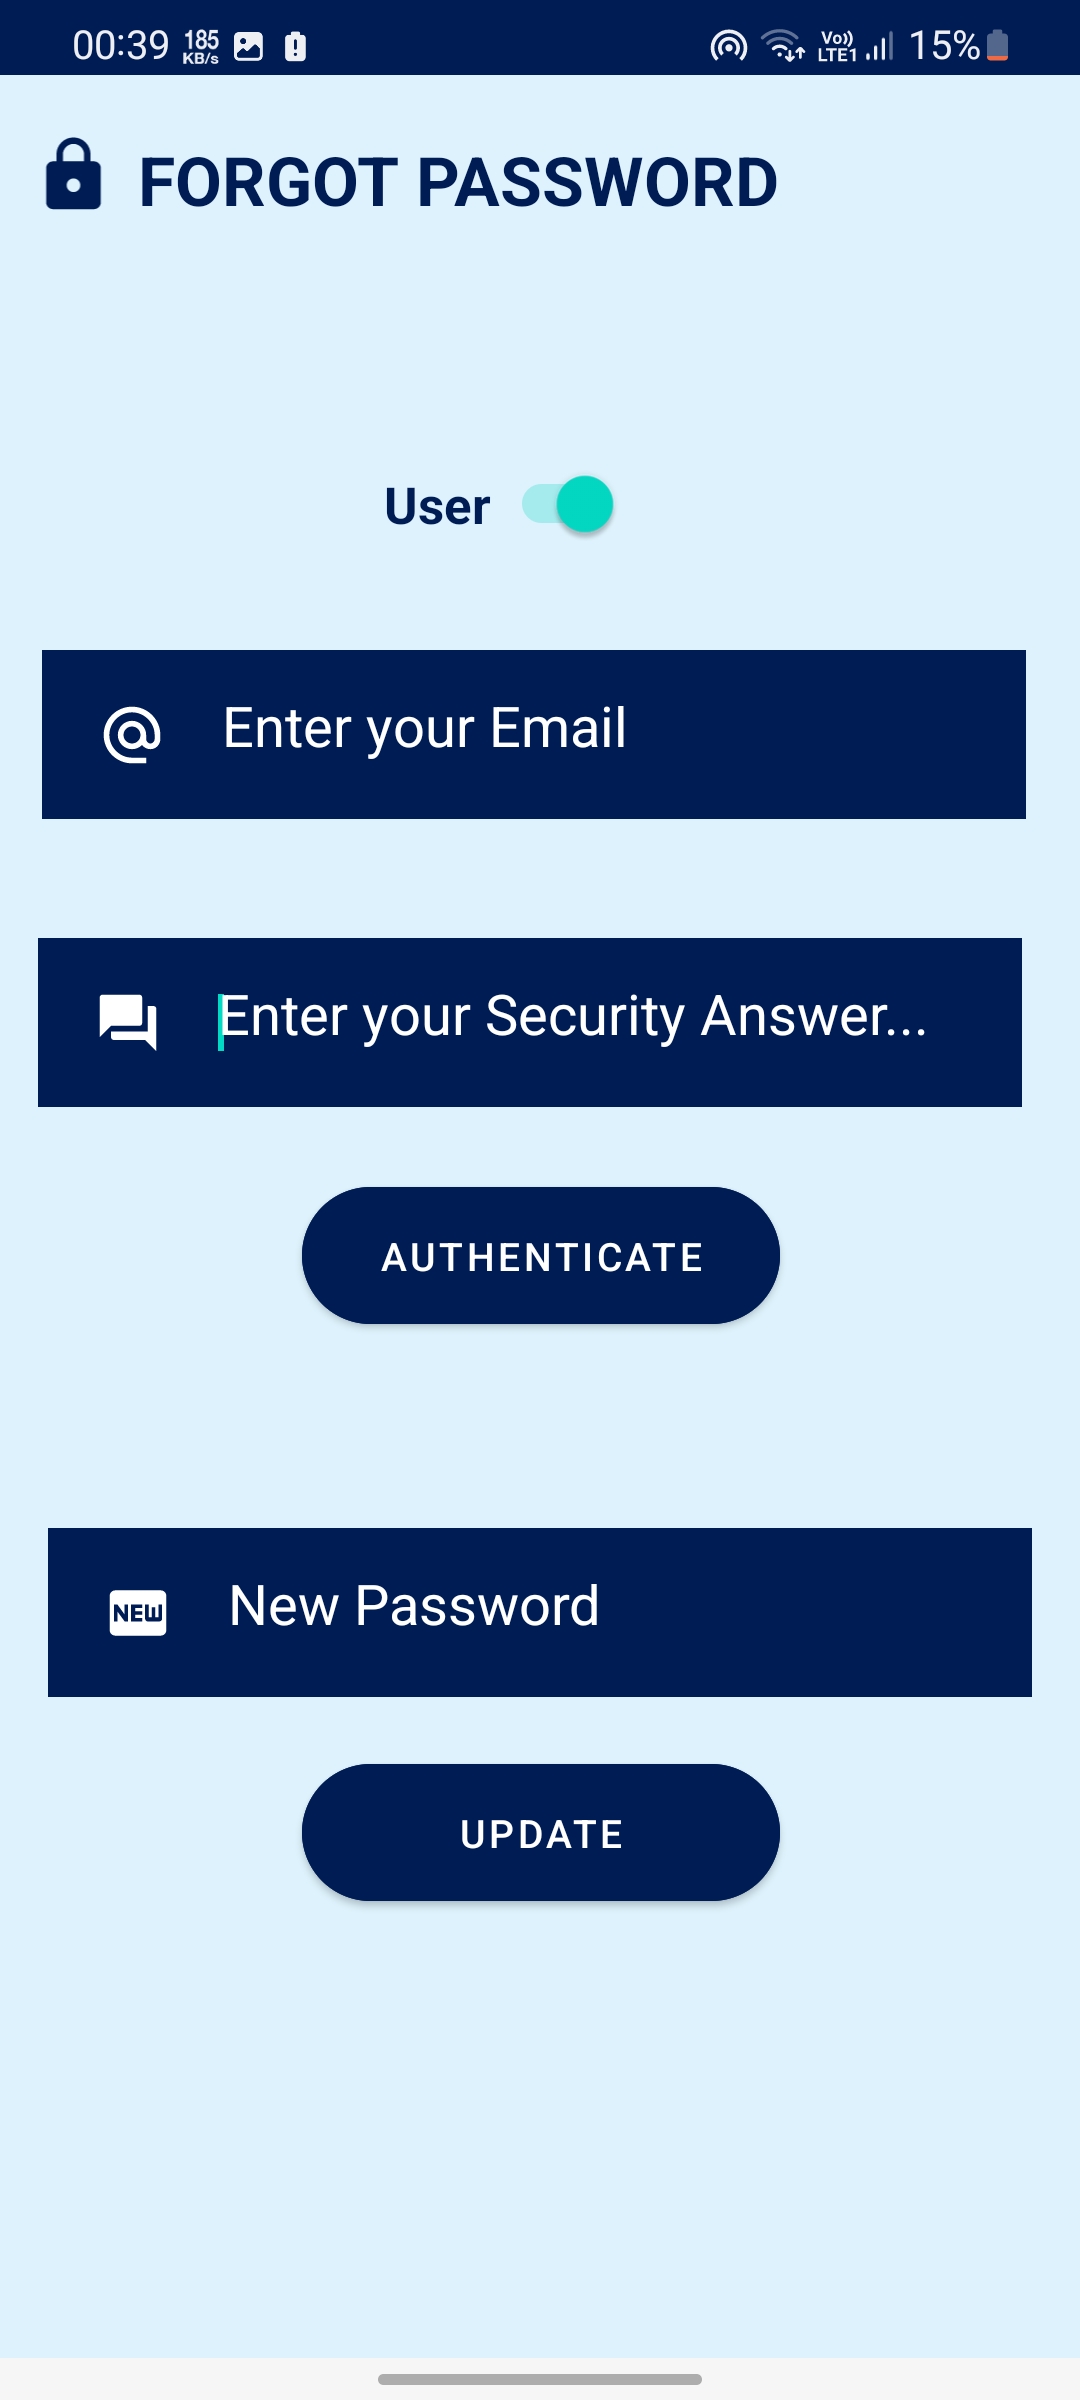 00:39 185 KB/s Vo)) LTE1 15%
FORGOT PASSWORD
User
Enter your Email
Enter your Security Answer...
AUTHENTICATE
NEW New Password
UPDATE